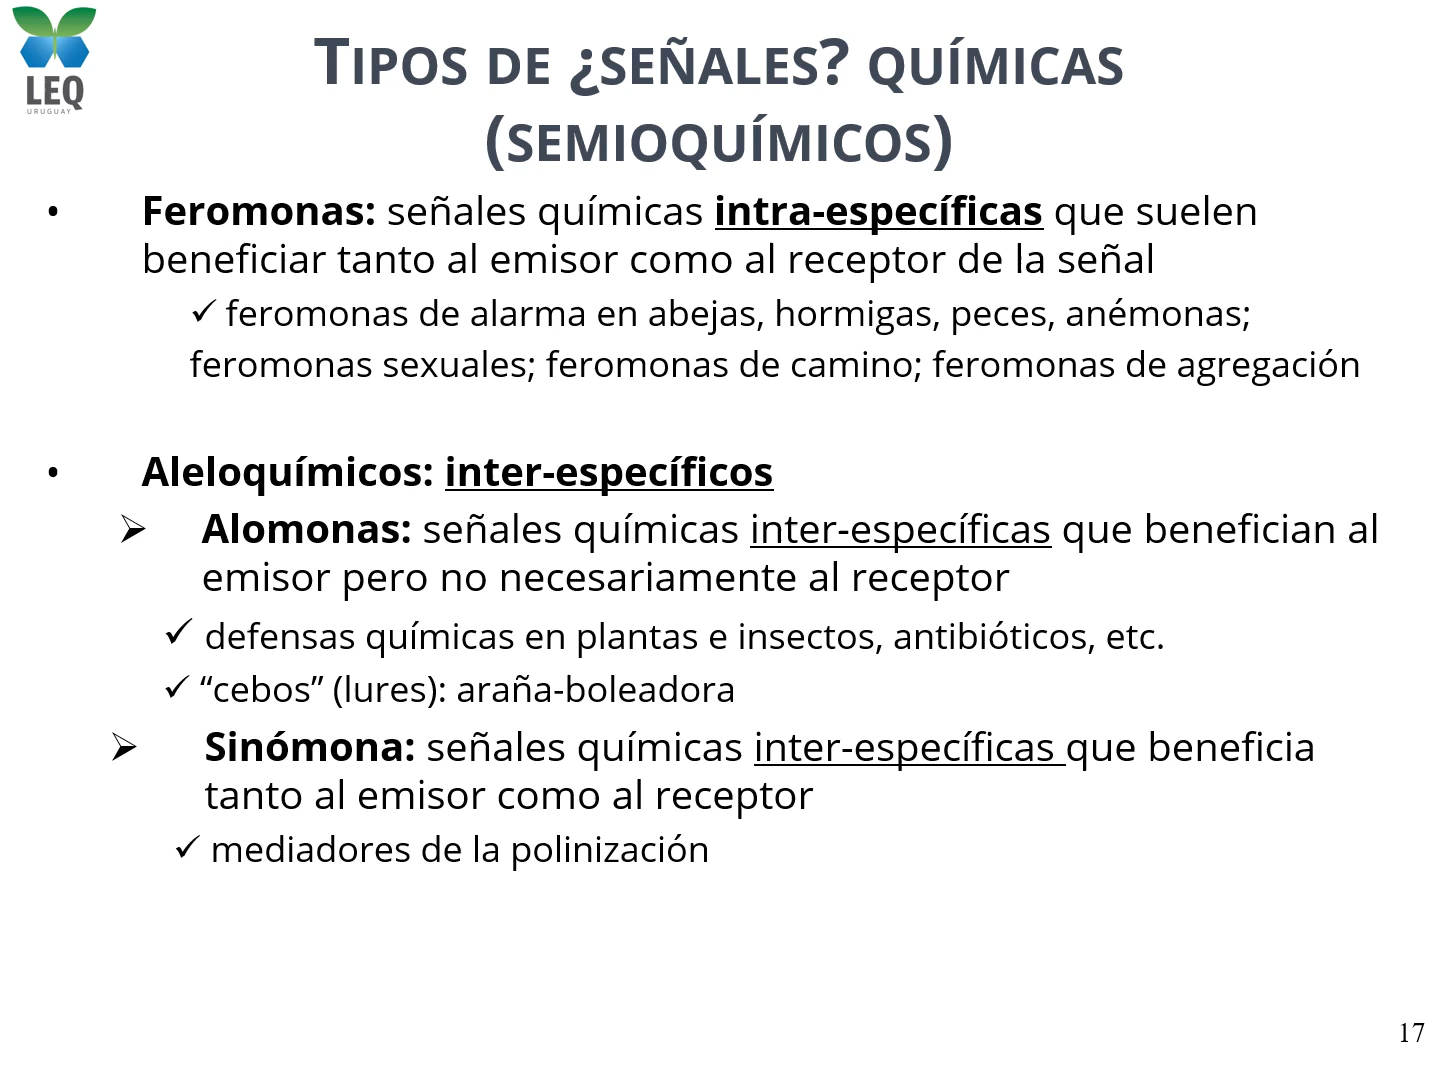 LEQ
URUGUAY
TIPOS DE ¿SEÑALES? QUÍMICAS
(SEMIOQUÍMICOS)
• Feromonas: señales químicas intra-específicas que suelen
beneficiar tanto al emisor como al receptor de la señal
✓ feromonas de alarma en abejas, hormigas, peces, anémonas;
feromonas sexuales; feromonas de camino; feromonas de agregación
• Aleloquímicos: inter-específicos
➢ Alomonas: señales químicas inter-específicas que benefician al
emisor pero no necesariamente al receptor
✓ defensas químicas en plantas e insectos, antibióticos, etc.
✓ “cebos” (lures): araña-boleadora
➢ Sinómona: señales químicas inter-específicas que beneficia
tanto al emisor como al receptor
✓ mediadores de la polinización
17